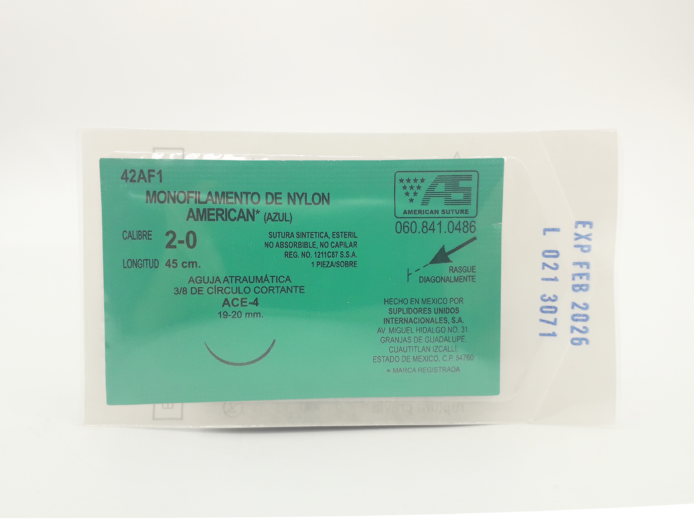 42AF1
MONOFILAMENTO DE NYLON
AMERICAN* (AZUL)
CALIBRE 2-0
LONGITUD 45 cm.
SUTURA SINTETICA, ESTERIL
NO ABSORBIBLE, NO CAPILAR
REG. NO. 1211C87 S.S.A.
1 PIEZA/SOBRE
AGUJA ATRAUMÁTICA
3/8 DE CÍRCULO CORTANTE
ACE-4
19-20 mm.
AS
AMERICAN SUTURE
060.841.0486
RASGUE
DIAGONALMENTE
HECHO EN MEXICO POR
SUPLIDORES UNIDOS
INTERNACIONALES, S.A.
AV. MIGUEL HIDALGO NO. 31
GRANJAS DE GUADALUPE
CUAUTITLAN IZCALLI,
ESTADO DE MEXICO, C.P. 54760
* MARCA REGISTRADA
EXP FEB 2026
L 021 3071